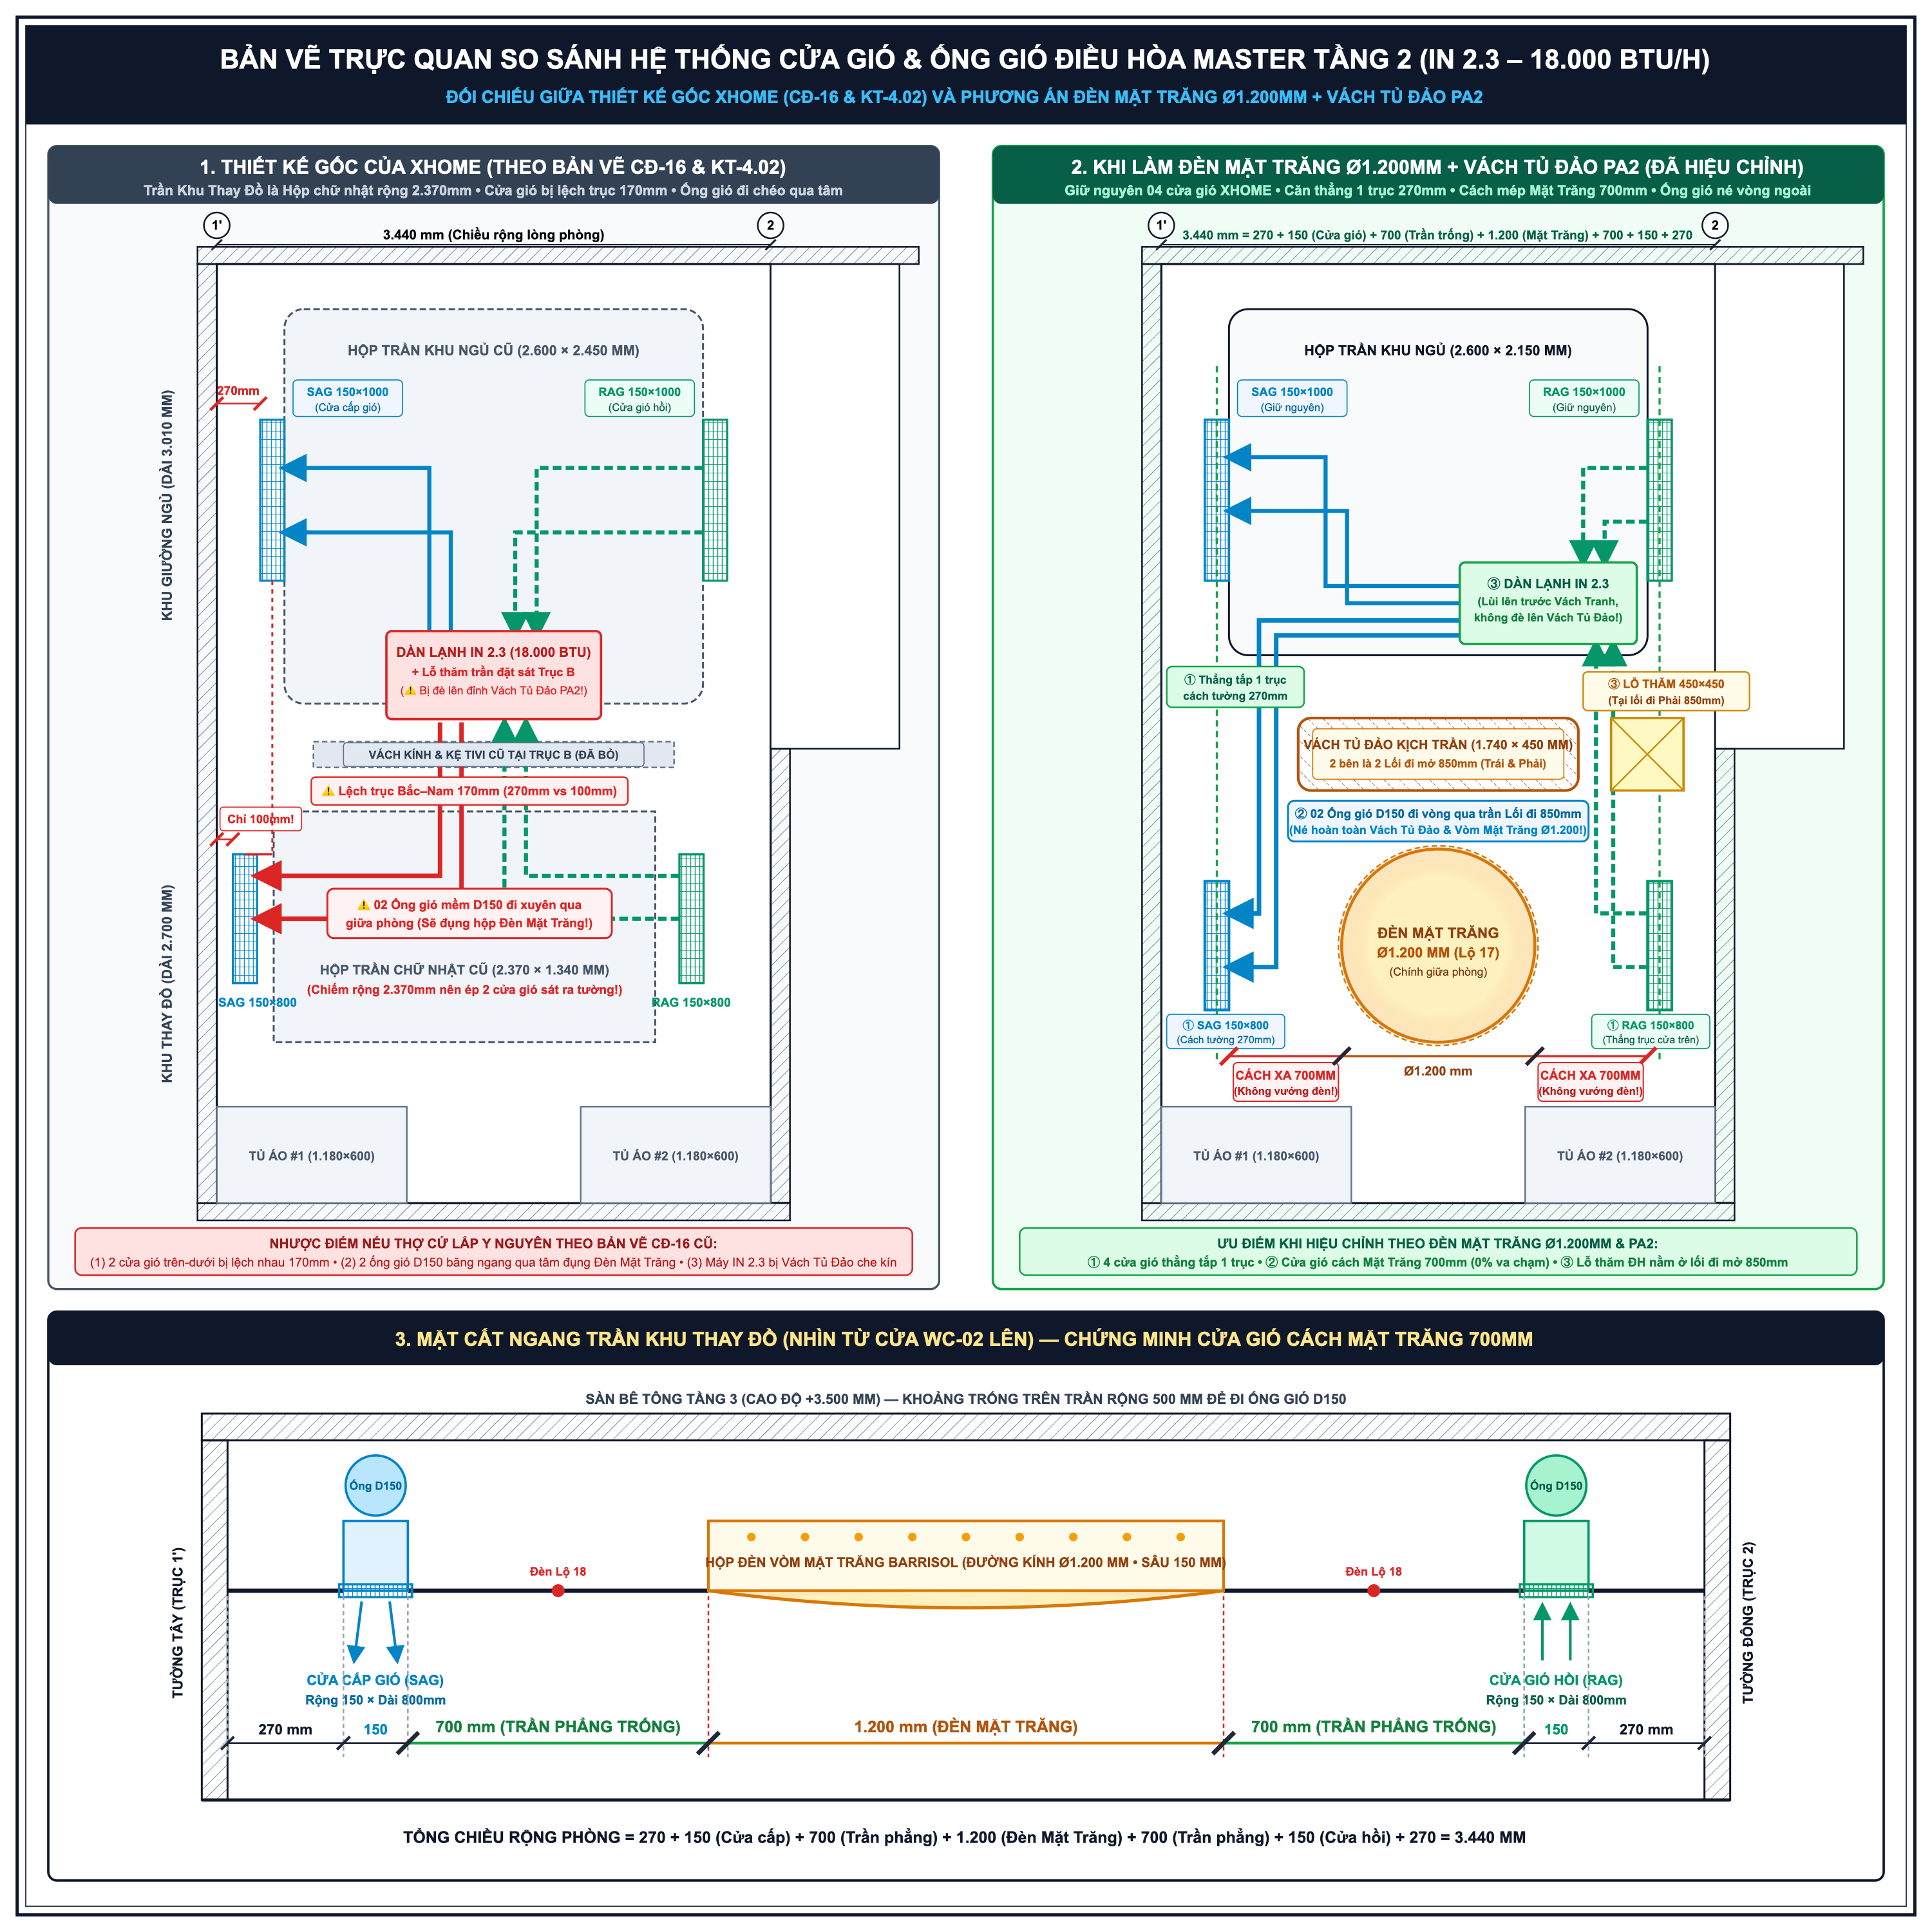 BẢN VẼ TRỰC QUAN SO SÁNH HỆ THỐNG CỬA GIÓ & ỐNG GIÓ ĐIỀU HÒA MASTER TẦNG 2 (IN 2.3 – 18.000 BTU/H)
ĐỐI CHIẾU GIỮA THIẾT KẾ GỐC XHOME (CĐ-16 & KT-4.02) VÀ PHƯƠNG ÁN ĐÈN MẶT TRĂNG Ø1.200MM + VÁCH TỦ ĐẢO PA2
1. THIẾT KẾ GỐC CỦA XHOME (THEO BẢN VẼ CĐ-16 & KT-4.02)
Trần Khu Thay Đồ là Hộp chữ nhật rộng 2.370mm • Cửa gió bị lệch trục 170mm • Ống gió đi chéo qua tâm
1'
3.440 mm (Chiều rộng lòng phòng)
2
HỘP TRẦN KHU NGỦ CŨ (2.600 × 2.450 MM)
270mm
SAG 150×1000
(Cửa cấp gió)
RAG 150×1000
(Cửa gió hồi)
KHU GIƯỜNG NGỦ (DÀI 3.010 MM)
DÀN LẠNH IN 2.3 (18.000 BTU)
+ Lỗ thăm trần đặt sát Trục B
(⚠️ Bị đè lên đỉnh Vách Tủ Đảo PA2!)
VÁCH KÍNH & KỆ TIVI CŨ TẠI TRỤC B (ĐÃ BỎ)
⚠️ Lệch trục Bắc–Nam 170mm (270mm vs 100mm)
Chỉ 100mm!
⚠️ 02 Ống gió mềm D150 đi xuyên qua
giữa phòng (Sẽ đụng hộp Đèn Mặt Trăng!)
HỘP TRẦN CHỮ NHẬT CŨ (2.370 × 1.340 MM)
(Chiếm rộng 2.370mm nên ép 2 cửa gió sát ra tường!)
SAG 150×800
RAG 150×800
KHU THAY ĐỒ (DÀI 2.700 MM)
TỦ ÁO #1 (1.180×600)
TỦ ÁO #2 (1.180×600)
NHƯỢC ĐIỂM NẾU THỢ CỨ LẮP Y NGUYÊN THEO BẢN VẼ CĐ-16 CŨ:
(1) 2 cửa gió trên-dưới bị lệch nhau 170mm • (2) 2 ống gió D150 băng ngang qua tâm đụng Đèn Mặt Trăng • (3) Máy IN 2.3 bị Vách Tủ Đảo che kín
2. KHI LÀM ĐÈN MẶT TRĂNG Ø1.200MM + VÁCH TỦ ĐẢO PA2 (ĐÃ HIỆU CHỈNH)
Giữ nguyên 04 cửa gió XHOME • Căn thẳng 1 trục 270mm • Cách mép Mặt Trăng 700mm • Ống gió né vòng ngoài
1'
3.440 mm = 270 + 150 (Cửa gió) + 700 (Trần trống) + 1.200 (Mặt Trăng) + 700 + 150 + 270
2
HỘP TRẦN KHU NGỦ (2.600 × 2.150 MM)
SAG 150×1000
(Giữ nguyên)
RAG 150×1000
(Giữ nguyên)
③ DÀN LẠNH IN 2.3
(Lùi lên trước Vách Tranh,
không đè lên Vách Tủ Đảo!)
① Thẳng tắp 1 trục
cách tường 270mm
③ LỖ THĂM 450×450
(Tại lối đi Phải 850mm)
VÁCH TỦ ĐẢO KỊCH TRẦN (1.740 × 450 MM)
2 bên là 2 Lối đi mở 850mm (Trái & Phải)
② 02 Ống gió D150 đi vòng qua trần Lối đi 850mm
(Né hoàn toàn Vách Tủ Đảo & Vòm Mặt Trăng Ø1.200!)
ĐÈN MẶT TRĂNG
Ø1.200 MM (Lộ 17)
(Chính giữa phòng)
① SAG 150×800
(Cách tường 270mm)
① RAG 150×800
(Thẳng trục cửa trên)
CÁCH XA 700MM
(Không vướng đèn!)
Ø1.200 mm
CÁCH XA 700MM
(Không vướng đèn!)
TỦ ÁO #1 (1.180×600)
TỦ ÁO #2 (1.180×600)
ƯU ĐIỂM KHI HIỆU CHỈNH THEO ĐÈN MẶT TRĂNG Ø1.200MM & PA2:
① 4 cửa gió thẳng tắp 1 trục • ② Cửa gió cách Mặt Trăng 700mm (0% va chạm) • ③ Lỗ thăm ĐH nằm ở lối đi mở 850mm
3. MẶT CẮT NGANG TRẦN KHU THAY ĐỒ (NHÌN TỪ CỬA WC-02 LÊN) — CHỨNG MINH CỬA GIÓ CÁCH MẶT TRĂNG 700MM
SÀN BÊ TÔNG TẦNG 3 (CAO ĐỘ +3.500 MM) — KHOẢNG TRỐNG TRÊN TRẦN RỘNG 500 MM ĐỂ ĐI ỐNG GIÓ D150
Ống D150
Ống D150
HỘP ĐÈN VÒM MẶT TRĂNG BARRISOL (ĐƯỜNG KÍNH Ø1.200 MM • SÂU 150 MM)
Đèn Lộ 18
Đèn Lộ 18
TƯỜNG TÂY (TRỤC 1')
TƯỜNG ĐÔNG (TRỤC 2)
CỬA CẤP GIÓ (SAG)
Rộng 150 × Dài 800mm
CỬA GIÓ HỒI (RAG)
Rộng 150 × Dài 800mm
270 mm
150
700 mm (TRẦN PHẲNG TRỐNG)
1.200 mm (ĐÈN MẶT TRĂNG)
700 mm (TRẦN PHẲNG TRỐNG)
150
270 mm
TỔNG CHIỀU RỘNG PHÒNG = 270 + 150 (Cửa cấp) + 700 (Trần phẳng) + 1.200 (Đèn Mặt Trăng) + 700 (Trần phẳng) + 150 (Cửa hồi) + 270 = 3.440 MM